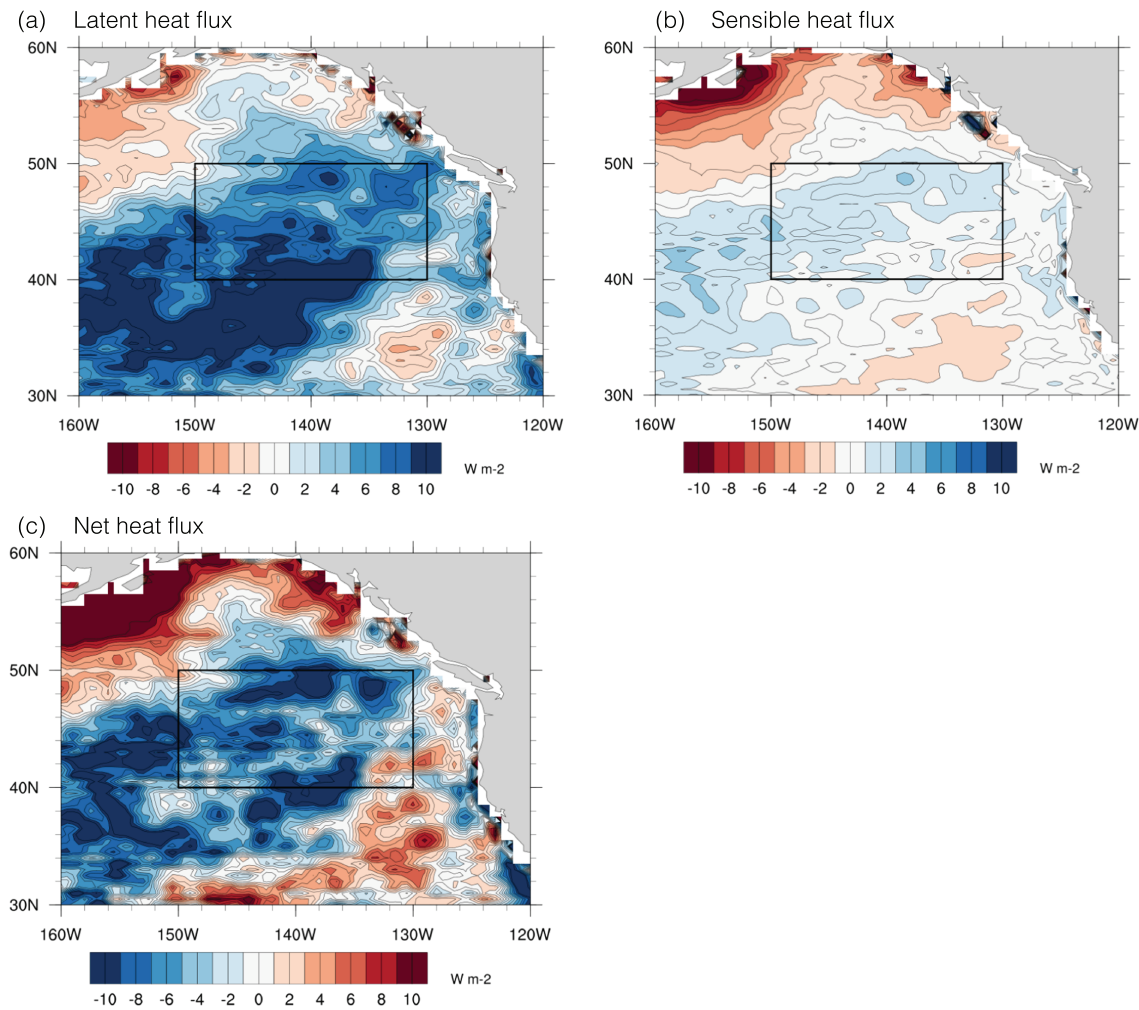 (a) Latent heat flux
(b) Sensible heat flux
60N
50N
40N
30N
160W 150W 140W 130W 120W
-10 -8 -6 -4 -2 0 2 4 6 8 10
W m-2
60N
50N
40N
30N
160W 150W 140W 130W 120W
-10 -8 -6 -4 -2 0 2 4 6 8 10
W m-2
(c) Net heat flux
60N
50N
40N
30N
160W 150W 140W 130W 120W
-10 -8 -6 -4 -2 0 2 4 6 8 10
W m-2